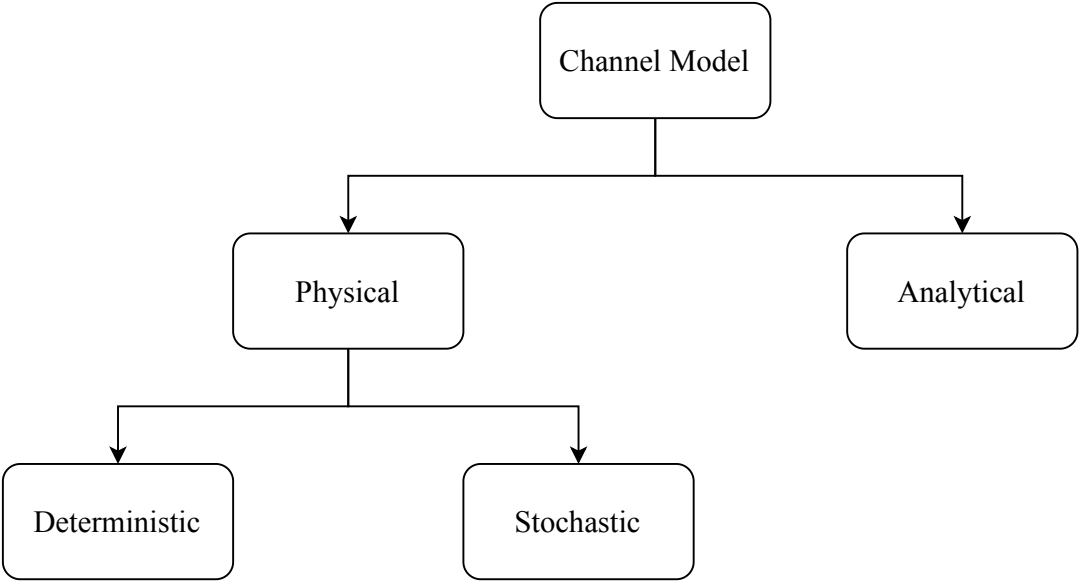 Channel Model
Physical
Analytical
Deterministic
Stochastic